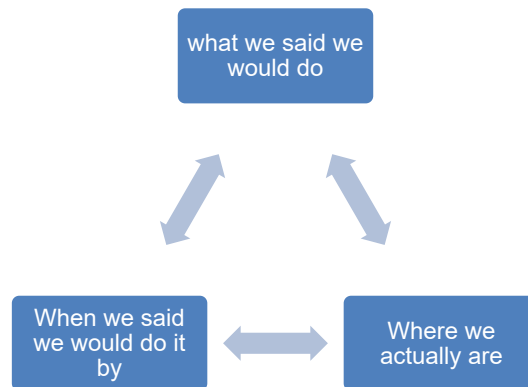 what we said we
would do
When we said
we would do it
by
Where we
actually are